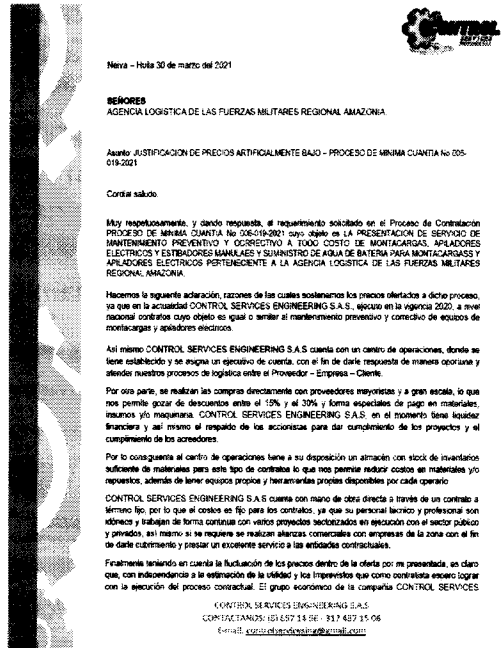 CONTROL
SERVICES
Neiva – Huila 30 de marzo del 2021
SEÑORES
AGENCIA LOGISTICA DE LAS FUERZAS MILITARES REGIONAL AMAZONIA.
Asunto: JUSTIFICACION DE PRECIOS ARTIFICIALMENTE BAJO – PROCESO DE MINIMA CUANTIA No 006-
019-2021
Cordial saludo.
Muy respetuosamente, y dando respuesta, al requerimiento solicitado en el Proceso de Contratación
PROCESO DE MINIMA CUANTIA No 006-019-2021 cuyo objeto es LA PRESENTACION DE SERVICIO DE
MANTENIMIENTO PREVENTIVO Y CORRECTIVO A TODO COSTO DE MONTACARGAS, APILADORES
ELECTRICOS Y ESTIBADORES MANULAES Y SUMINISTRO DE AGUA DE BATERIA PARA MONTACARGASS Y
APILADORES ELECTRICOS PERTENECIENTE A LA AGENCIA LOGISTICA DE LAS FUERZAS MILITARES
REGIONAL AMAZONIA.
Hacemos la siguiente aclaración, razones de las cuales sostenemos los precios ofertados a dicho proceso,
ya que en la actualidad CONTROL SERVICES ENGINEERING S.A.S., ejecuto en la vigencia 2020, a nivel
nacional contratos cuyo objeto es igual o similar al mantenimiento preventivo y correctivo de equipos de
montacargas y apiladores electricos.
Así mismo CONTROL SERVICES ENGINEERING S.A.S cuenta con un centro de operaciones, donde se
tiene establecido y se asigna un ejecutivo de cuenta, con el fin de darle respuesta de manera oportuna y
atender nuestros procesos de logística entre el Proveedor – Empresa – Cliente.
Por otra parte, se realizan las compras directamente con proveedores mayoristas y a gran escala, lo que
nos permite gozar de descuentos entre el 15% y el 30% y forma especiales de pago en materiales,
insumos y/o maquinaria. CONTROL SERVICES ENGINEERING S.A.S, en el momento tiene liquidez
financiera y así mismo el respaldo de los accionistas para dar cumplimiento de los proyectos y el
cumplimiento de los acreedores.
Por lo consiguiente el centro de operaciones tiene a su disposición un almacén con stock de inventarios
suficiente de materiales para este tipo de contratos lo que nos permite reducir costos en materiales y/o
repuestos, además de tener equipos propios y herramientas propias disponibles por cada operario
CONTROL SERVICES ENGINEERING S.A.S cuenta con mano de obra directa a través de un contrato a
término fijo, por lo que el costos es fijo para los contratos, ya que su personal tecnico y profesional son
idóneos y trabajan de forma continua con varios proyectos sectorizados en ejecución con el sector público
y privados, así mismo si se requiere se realizan alianzas comerciales con empresas de la zona con el fin
de darle cubrimiento y prestar un excelente servicio a las entidades contractuales.
Finalmente teniendo en cuenta la fluctuación de los precios dentro de la oferta por mi presentada, es claro
que, con independencia a la estimación de la utilidad y los imprevistos que como contratista espero lograr
con la ejecución del proceso contractual. El grupo económico de la compañía CONTROL SERVICES
CONTROL SERVICES ENGINEERING S.A.S
CONTACTANOS: 317 487 15 06
E-mail: controlservicesing@gmail.com